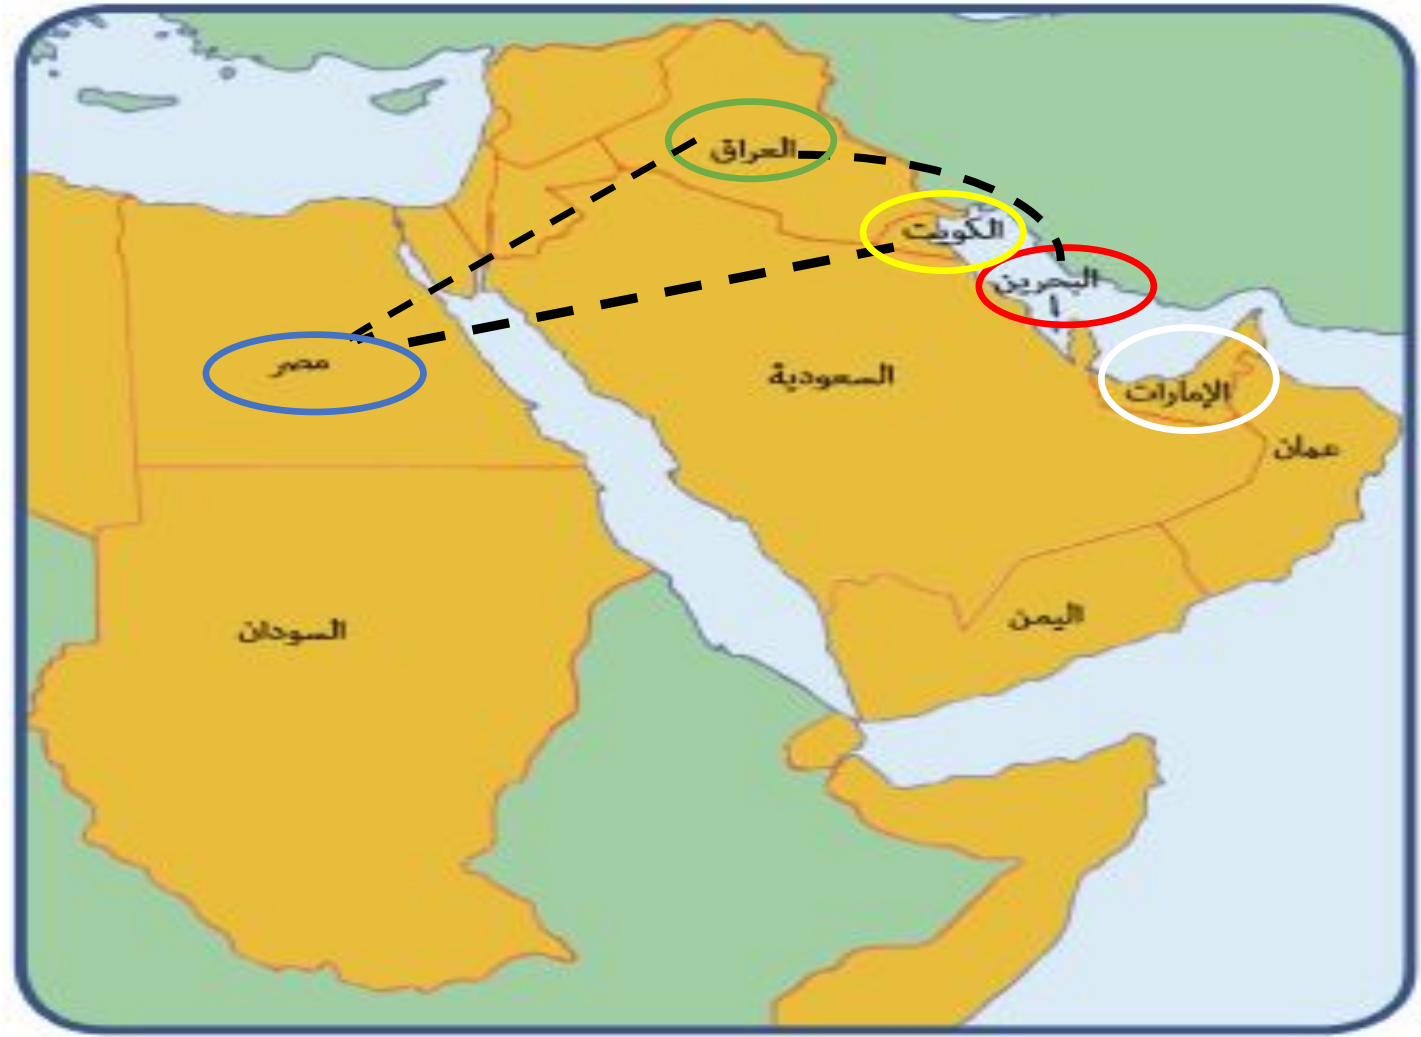 العراق
الكويت
البحرين
مصر
السعودية
الإمارات
عمان
اليمن
السودان